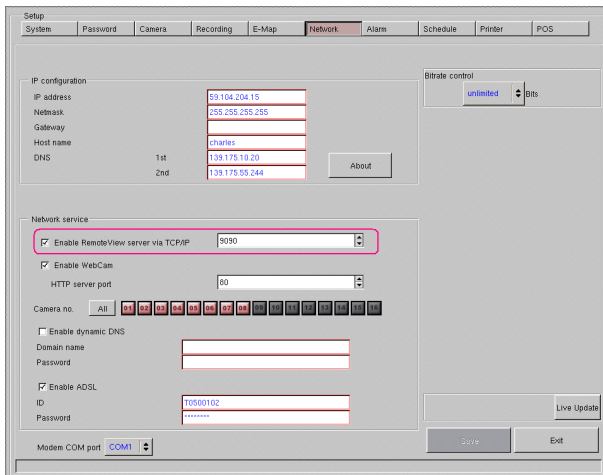 Setup
System Password Camera Recording E-Map Network Alarm Schedule Printer POS
IP configuration
IP address 59.104.204.15
Netmask 255.255.255.255
Gateway
Host name charles
DNS 1st 139.175.10.20
2nd 139.175.55.244
About
Bitrate control
unlimited Bits
Network service
Enable RemoteView server via TCP/IP 9090
Enable WebCam
HTTP server port 80
Camera no. All 01 02 03 04 05 06 07 08 09 10 11 12 13 14 15 16
Enable dynamic DNS
Domain name
Password
Enable ADSL
ID T0500102
Password ********
Modem COM port COM1
Live Update
Save Exit